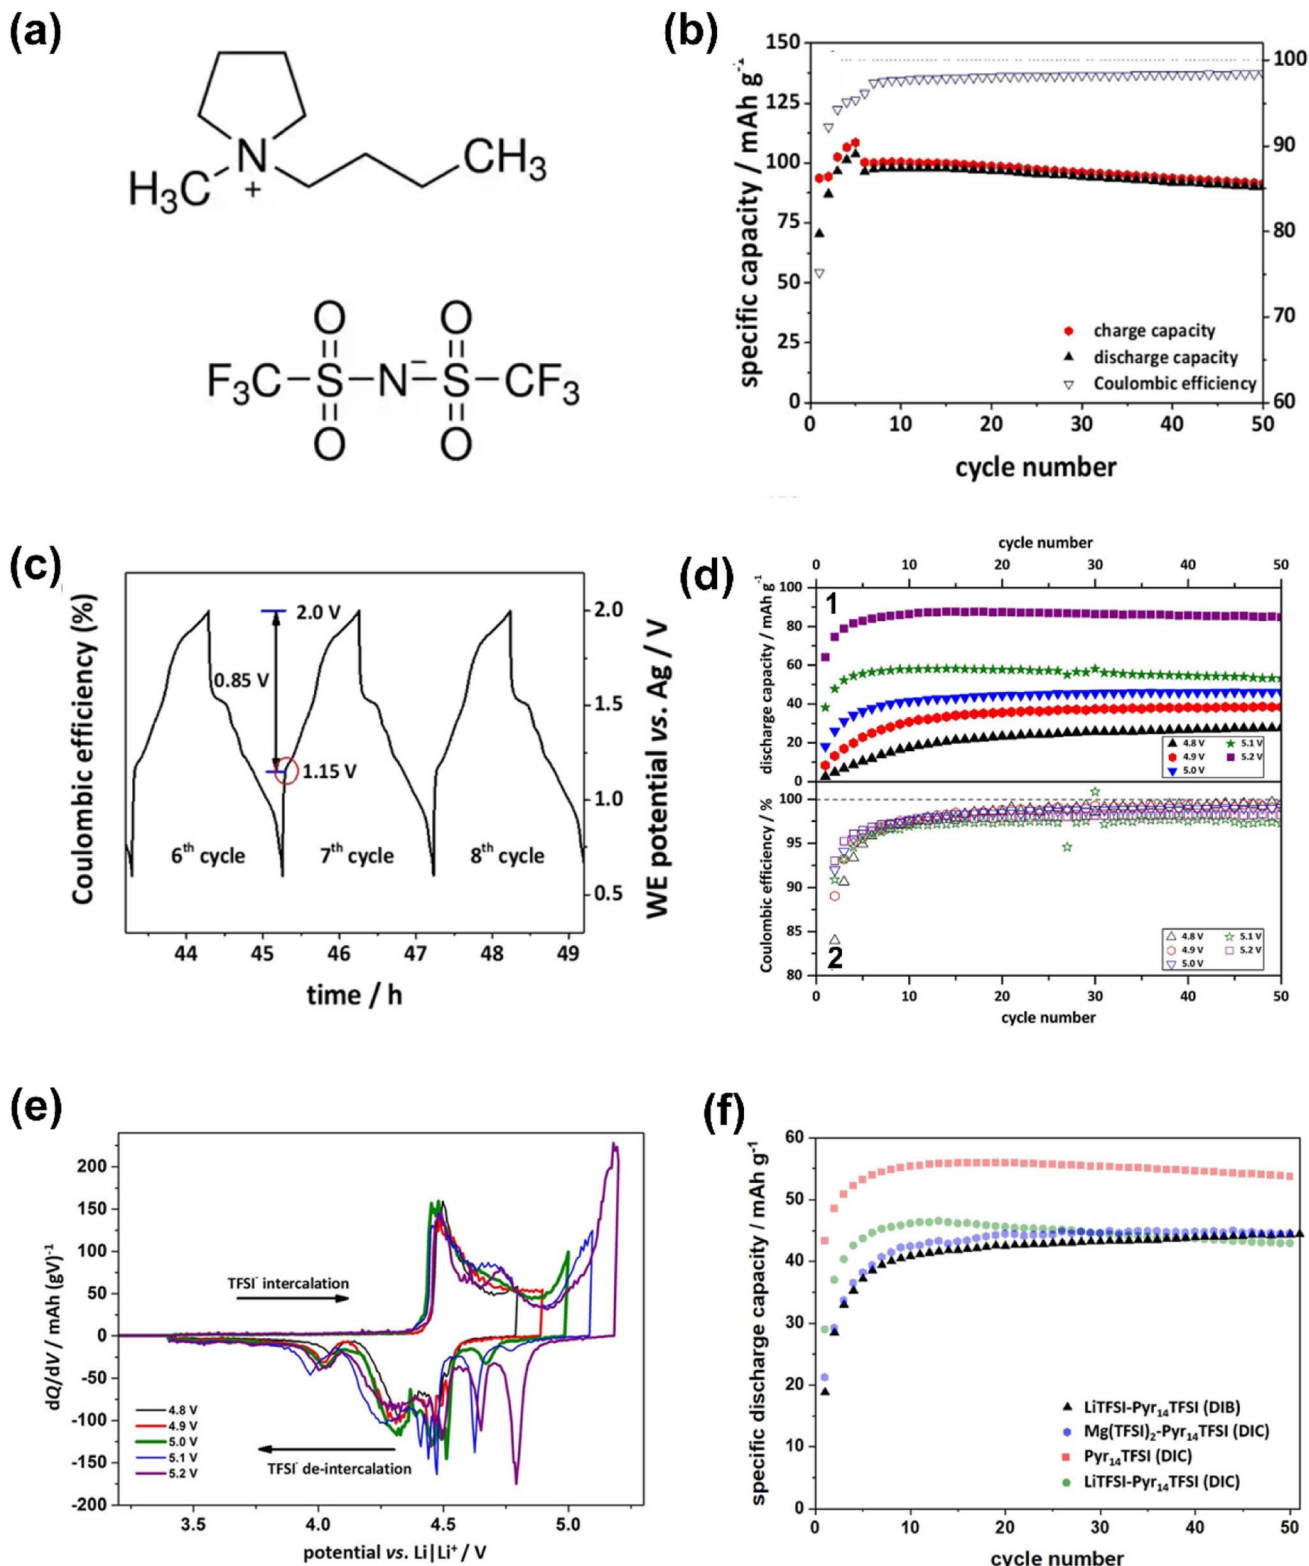 (a)
N
+
H₃C
CH₃
O O
F₃C–S–N⁻–S–CF₃
O O
(b)
150
125
100
75
50
25
0
specific capacity / mAh g⁻¹
100
90
80
70
60
charge capacity
discharge capacity
Coulombic efficiency
0 10 20 30 40 50
cycle number
(c)
Coulombic efficiency (%)
2.0 V
0.85 V
1.15 V
6th cycle
7th cycle
8th cycle
2.0
1.5
1.0
0.5
WE potential vs. Ag / V
44 45 46 47 48 49
time / h
(d)
cycle number
0 10 20 30 40 50
1
100
80
60
40
20
0
discharge capacity / mAh g⁻¹
4.8 V 5.1 V
4.9 V 5.2 V
5.0 V
100
95
90
85
80
Coulombic efficiency / %
2
4.8 V 5.1 V
4.9 V 5.2 V
5.0 V
0 10 20 30 40 50
cycle number
(e)
200
150
100
50
0
-50
-100
-150
-200
dQ/dV / mAh (gV)⁻¹
TFSI⁻ intercalation
TFSI⁻ de-intercalation
4.8 V
4.9 V
5.0 V
5.1 V
5.2 V
3.5 4.0 4.5 5.0
potential vs. Li|Li⁺ / V
(f)
60
50
40
30
20
10
0
specific discharge capacity / mAh g⁻¹
LiTFSI-Pyr₁₄TFSI (DIB)
Mg(TFSI)₂-Pyr₁₄TFSI (DIC)
Pyr₁₄TFSI (DIC)
LiTFSI-Pyr₁₄TFSI (DIC)
0 10 20 30 40 50
cycle number